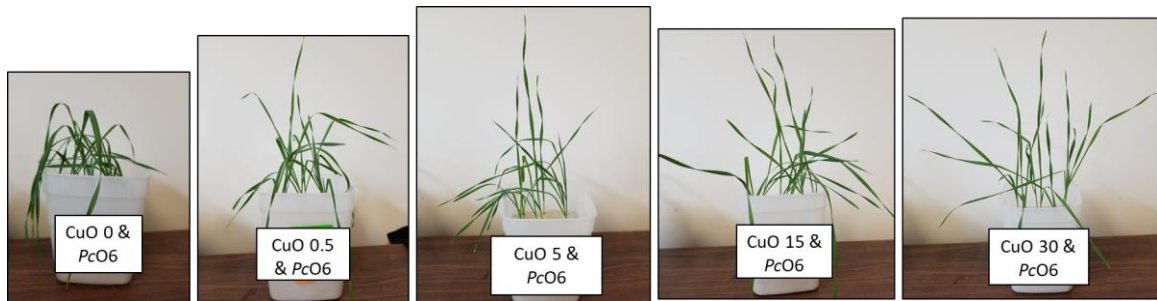 CuO 0 &
PcO6
CuO 0.5
& PcO6
CuO 5 &
PcO6
CuO 15 &
PcO6
CuO 30 &
PcO6